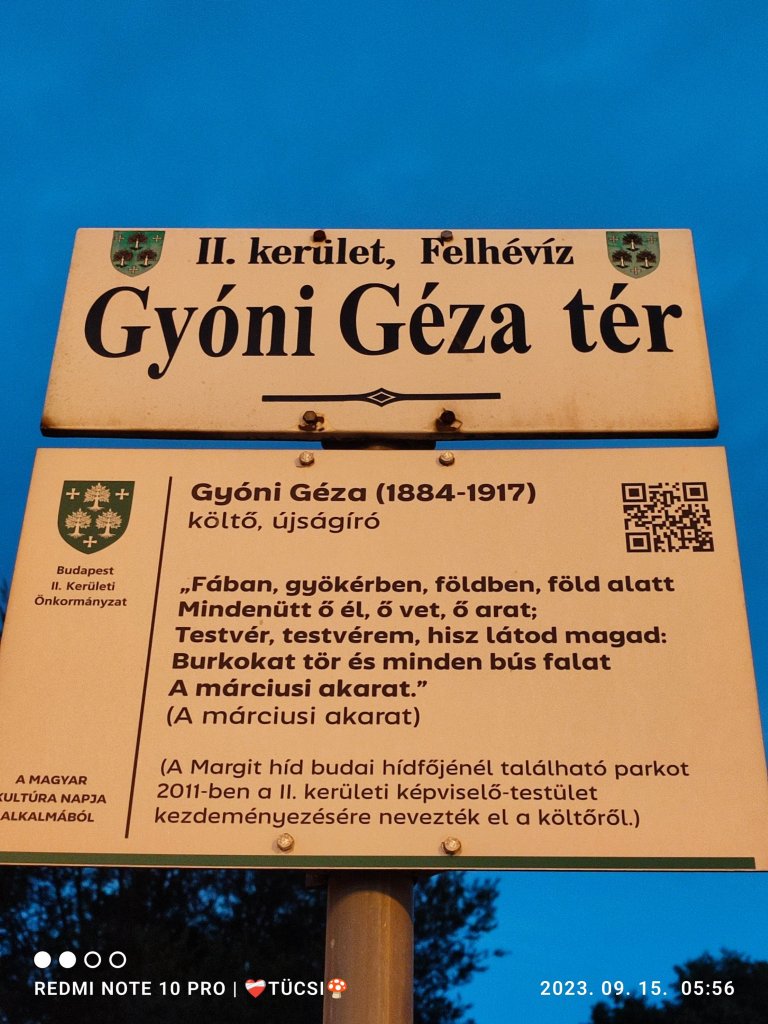 II. kerület, Felhévíz
Gyóni Géza tér
Budapest
II. Kerületi
Önkormányzat
A MAGYAR
KULTÚRA NAPJA
ALKALMÁBÓL
Gyóni Géza (1884-1917)
költő, újságíró
„Fában, gyökérben, földben, föld alatt
Mindenütt ő él, ő vet, ő arat;
Testvér, testvérem, hisz látod magad:
Burkokat tör és minden bús falat
A márciusi akarat.”
(A márciusi akarat)
(A Margit híd budai hídfőjénél található parkot
2011-ben a II. kerületi képviselő-testület
kezdeményezésére nevezték el a költőről.)
REDMI NOTE 10 PRO | ❤️‍🩹TÜCSI🍄
2023. 09. 15. 05:56